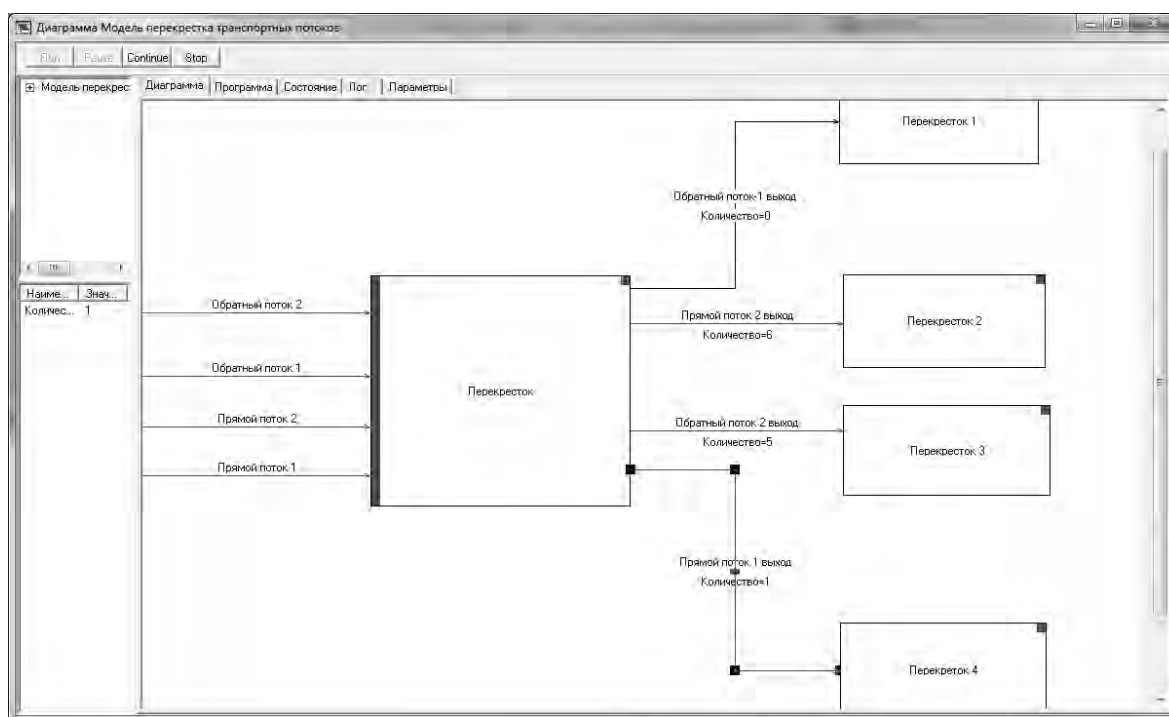 Диаграмма Модель перекрестка транспортных потоков
Run Pause Continue Stop
Модель перекрес
Диаграмма Программа Состояние Лог Параметры
Перекресток 1
Обратный поток 1 выход
Количество=0
Наиме... Знач...
Количес... 1
Обратный поток 2
Обратный поток 1
Прямой поток 2
Прямой поток 1
Перекресток
Прямой поток 2 выход
Количество=6
Перекресток 2
Обратный поток 2 выход
Количество=5
Перекресток 3
Прямой поток 1 выход
Количество=1
Перекреток 4